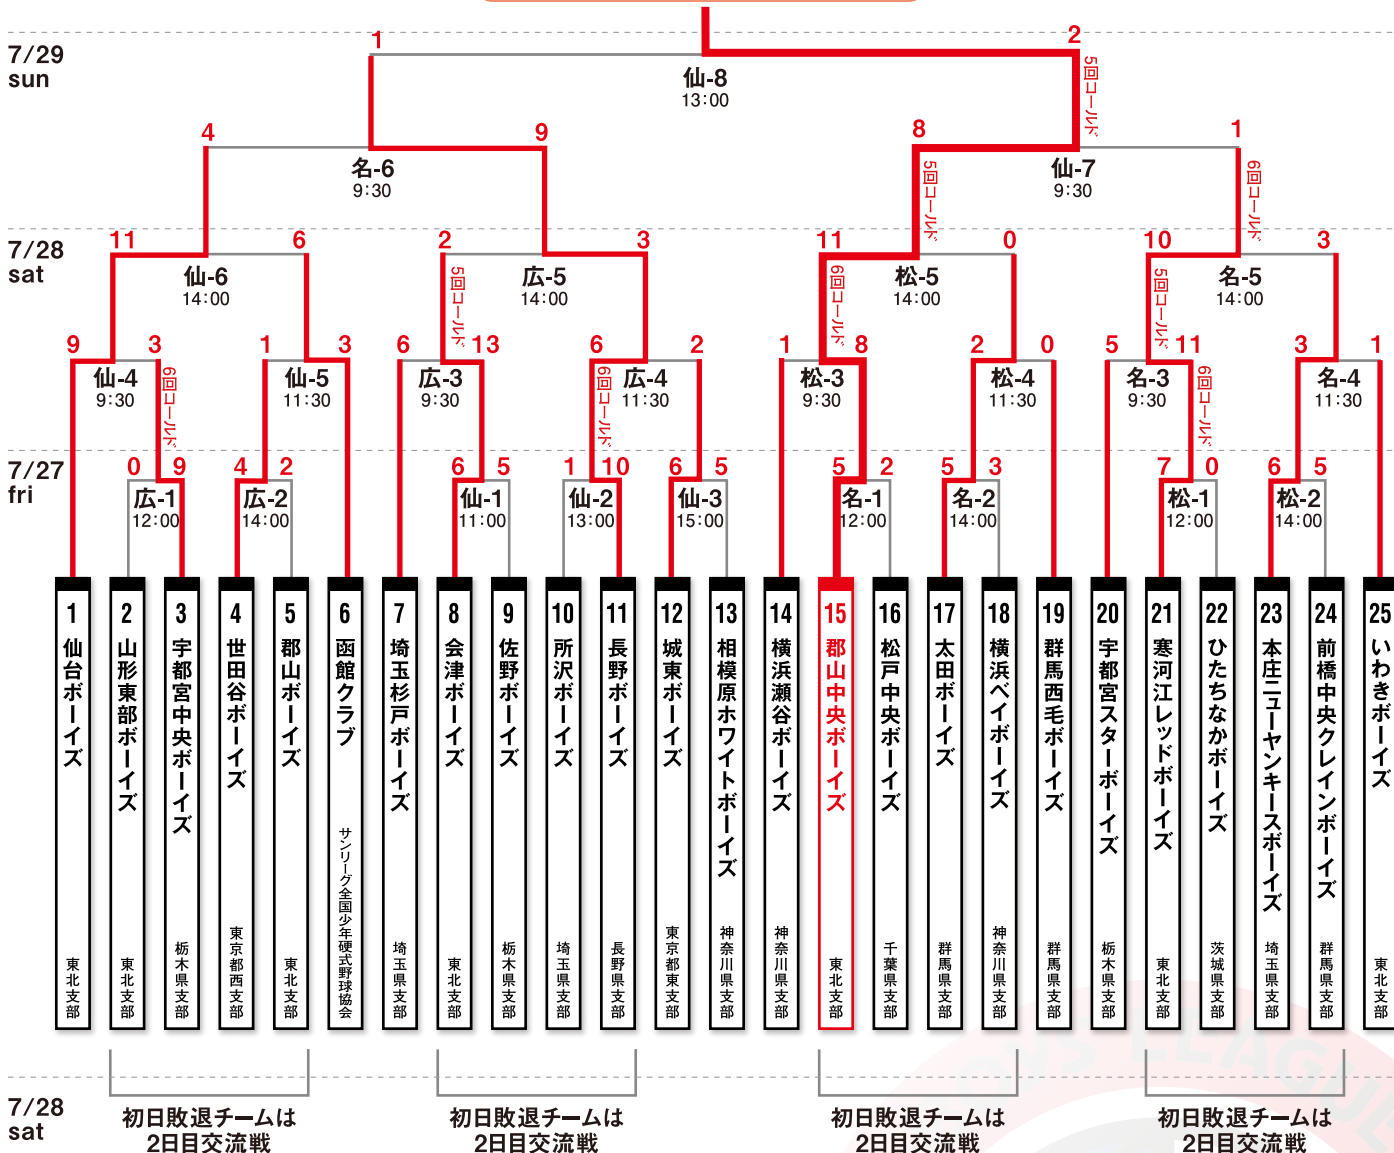 7/29
sun
1
2
仙-8
13:00
5回コールド
4
9
8
1
名-6
9:30
仙-7
9:30
5回コールド
6回コールド
7/28
sat
11
6
2
3
11
0
10
3
仙-6
14:00
広-5
14:00
松-5
14:00
名-5
14:00
5回コールド
6回コールド
5回コールド
9
3
1
3
6
13
6
2
1
8
2
0
5
11
3
1
仙-4
9:30
仙-5
11:30
広-3
9:30
広-4
11:30
松-3
9:30
松-4
11:30
名-3
9:30
名-4
11:30
6回コールド
6回コールド
6回コールド
7/27
fri
0
9
4
2
6
5
1
10
6
5
5
2
5
3
7
0
6
5
広-1
12:00
広-2
14:00
仙-1
11:00
仙-2
13:00
仙-3
15:00
名-1
12:00
名-2
14:00
松-1
12:00
松-2
14:00
1 仙台ボーイズ 東北支部
2 山形東部ボーイズ 東北支部
3 宇都宮中央ボーイズ 栃木県支部
4 世田谷ボーイズ 東京都西支部
5 郡山ボーイズ 東北支部
6 函館クラブ サンリーグ全国少年硬式野球協会
7 埼玉杉戸ボーイズ 埼玉県支部
8 会津ボーイズ 東北支部
9 佐野ボーイズ 栃木県支部
10 所沢ボーイズ 埼玉県支部
11 長野ボーイズ 長野県支部
12 城東ボーイズ 東京都東支部
13 相模原ホワイトボーイズ 神奈川県支部
14 横浜瀬谷ボーイズ 神奈川県支部
15 郡山中央ボーイズ 東北支部
16 松戸中央ボーイズ 千葉県支部
17 太田ボーイズ 群馬県支部
18 横浜ベイボーイズ 神奈川県支部
19 群馬西毛ボーイズ 群馬県支部
20 宇都宮スターボーイズ 栃木県支部
21 寒河江レッドボーイズ 東北支部
22 ひたちなかボーイズ 茨城県支部
23 本庄ニューヤンキースボーイズ 埼玉県支部
24 前橋中央クレインボーイズ 群馬県支部
25 いわきボーイズ 東北支部
7/28
sat
初日敗退チームは
2日目交流戦
初日敗退チームは
2日目交流戦
初日敗退チームは
2日目交流戦
初日敗退チームは
2日目交流戦
BOYS LEAGUE